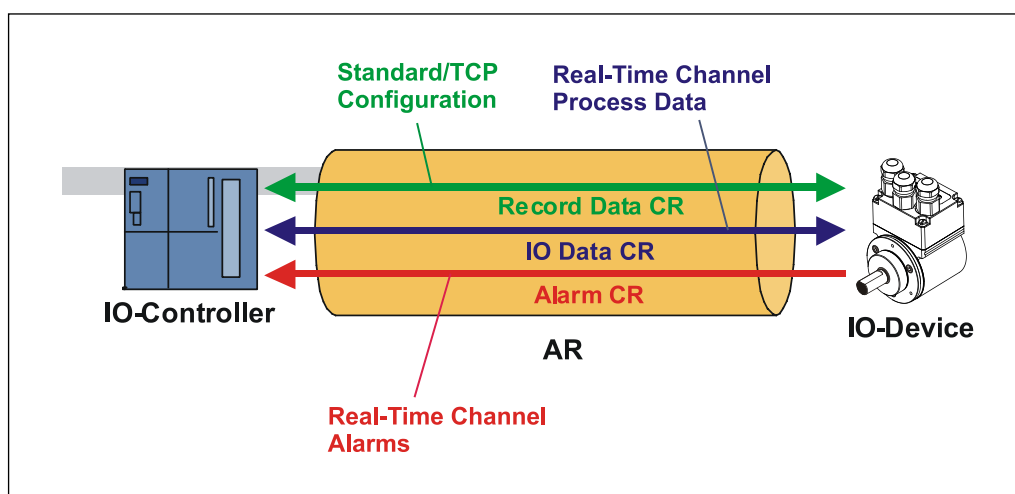 Standard/TCP
Configuration
Real-Time Channel
Process Data
Record Data CR
IO Data CR
Alarm CR
IO-Controller
IO-Device
AR
Real-Time Channel
Alarms